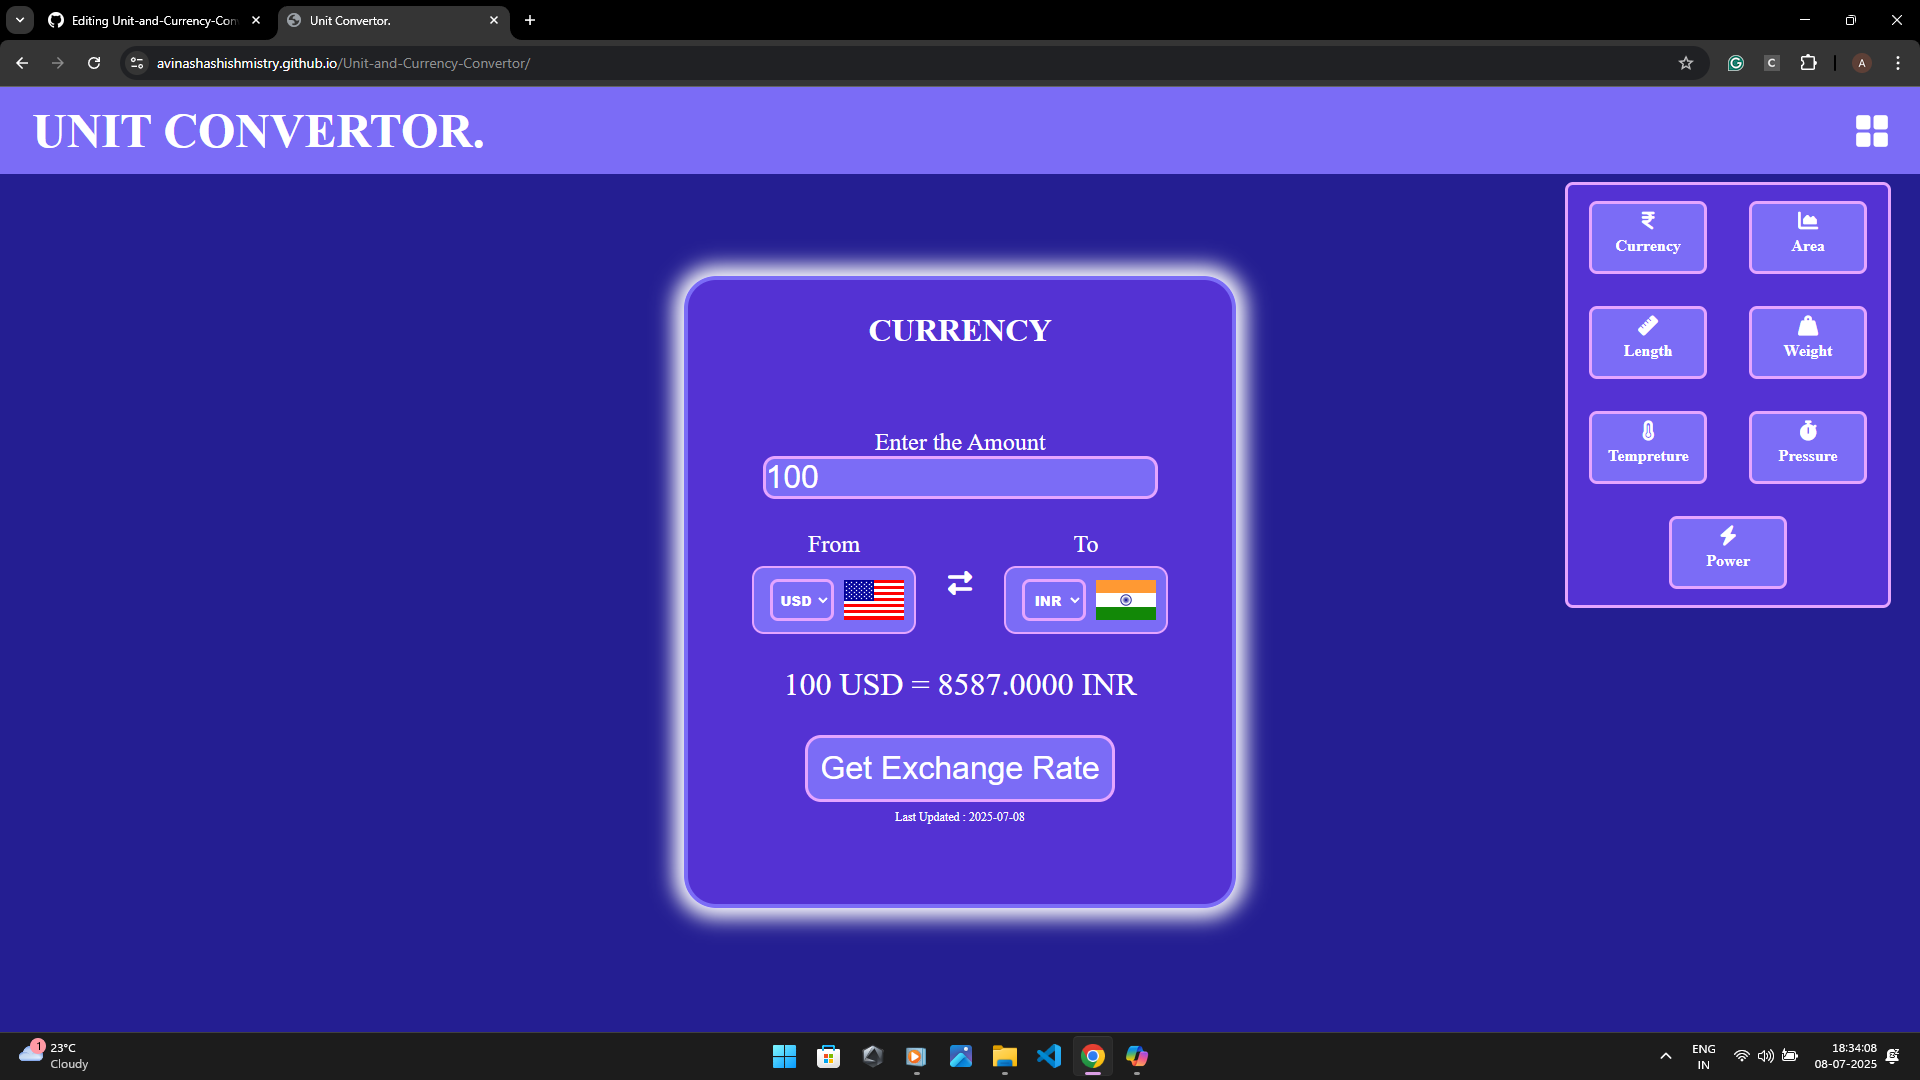 Editing Unit-and-Currency-Con
Unit Convertor.
avinashashishmistry.github.io/Unit-and-Currency-Convertor/
C
A
UNIT CONVERTOR.
Currency
Area
Length
Weight
Tempreture
Pressure
Power
CURRENCY
Enter the Amount
100
From
To
USD
INR
100 USD = 8587.0000 INR
Get Exchange Rate
Last Updated : 2025-07-08
1
23°C
Cloudy
ENG
IN
18:34:08
08-07-2025